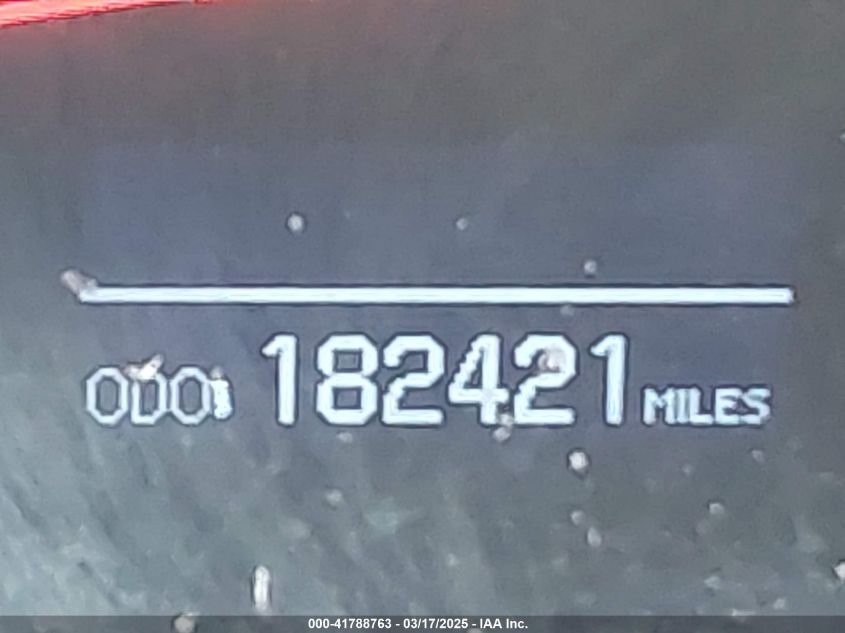 ODO 182421 MILES
000-41788763 - 03/17/2025 - IAA Inc.